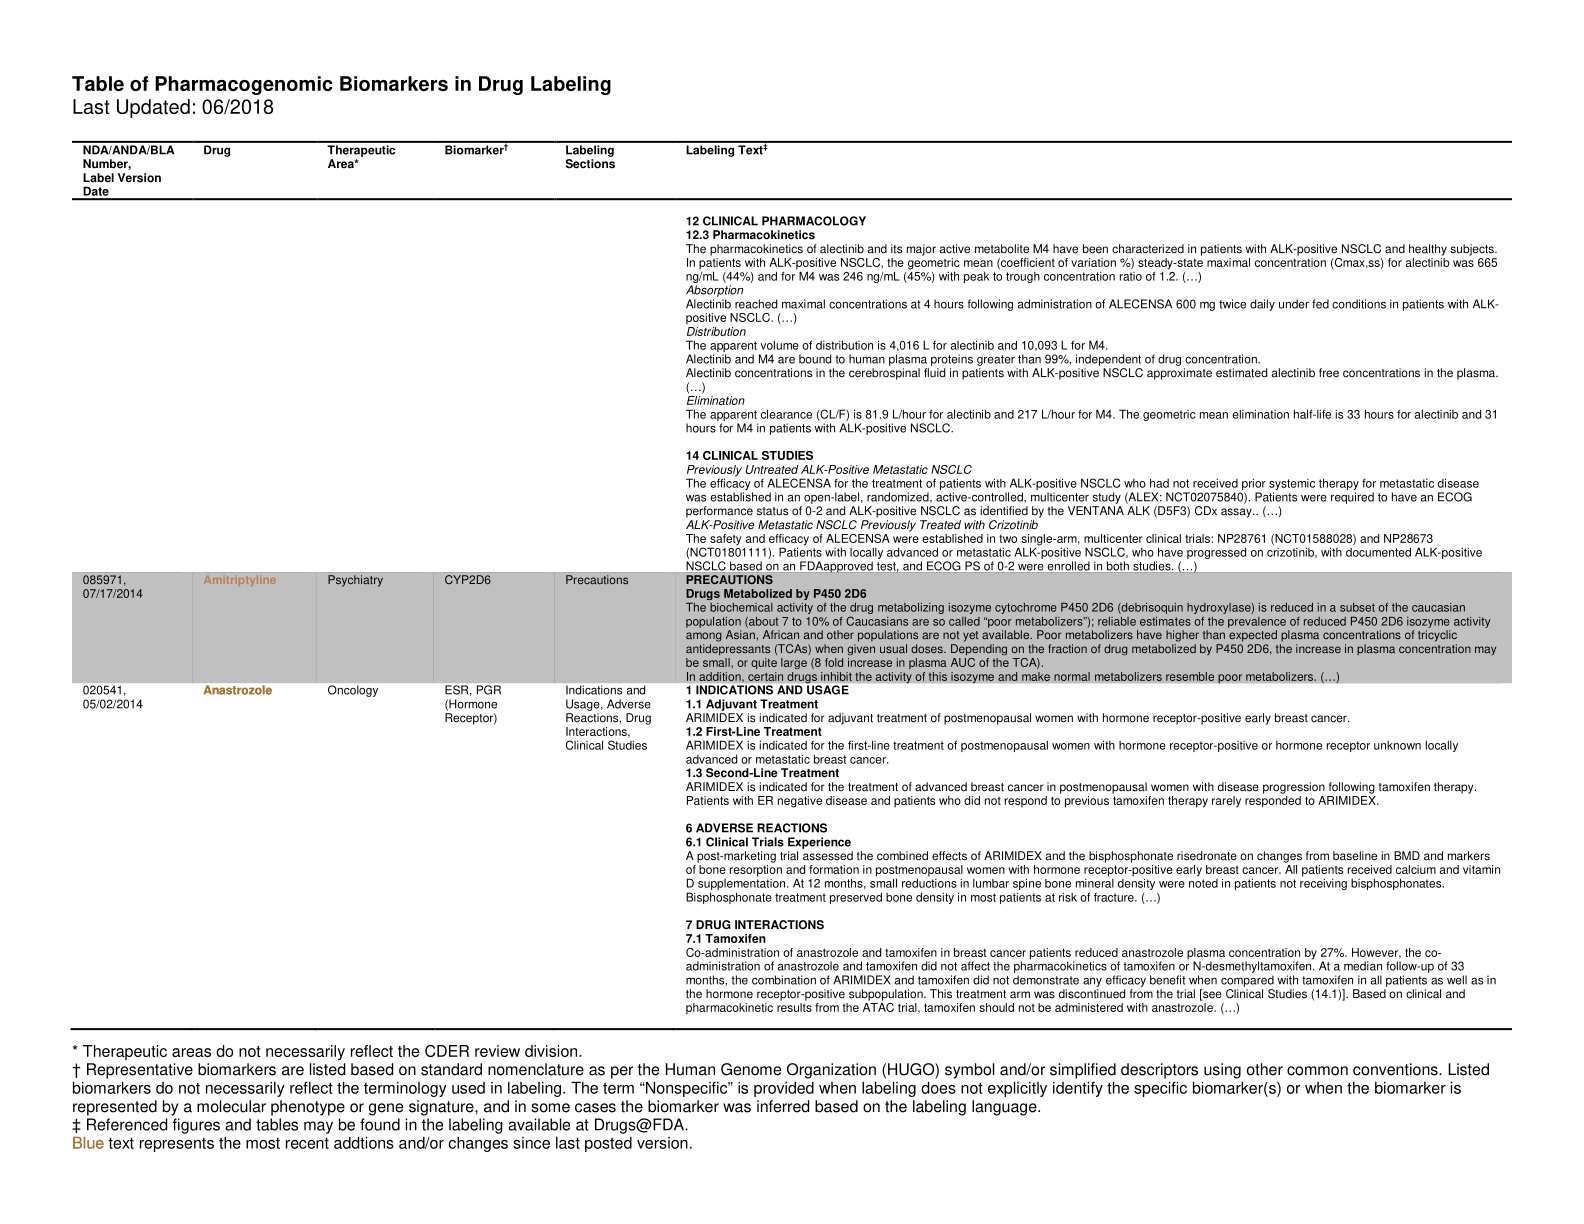 Table of Pharmacogenomic Biomarkers in Drug Labeling
Last Updated: 06/2018
NDA/ANDA/BLA Number, Label Version Date
Drug
Therapeutic Area*
Biomarker†
Labeling Sections
Labeling Text‡
12 CLINICAL PHARMACOLOGY
12.3 Pharmacokinetics
The pharmacokinetics of alectinib and its major active metabolite M4 have been characterized in patients with ALK-positive NSCLC and healthy subjects.
In patients with ALK-positive NSCLC, the geometric mean (coefficient of variation %) steady-state maximal concentration (Cmax,ss) for alectinib was 665
ng/mL (44%) and for M4 was 246 ng/mL (45%) with peak to trough concentration ratio of 1.2. (…)
Absorption
Alectinib reached maximal concentrations at 4 hours following administration of ALECENSA 600 mg twice daily under fed conditions in patients with ALK-
positive NSCLC. (…)
Distribution
The apparent volume of distribution is 4,016 L for alectinib and 10,093 L for M4.
Alectinib and M4 are bound to human plasma proteins greater than 99%, independent of drug concentration.
Alectinib concentrations in the cerebrospinal fluid in patients with ALK-positive NSCLC approximate estimated alectinib free concentrations in the plasma.
(…)
Elimination
The apparent clearance (CL/F) is 81.9 L/hour for alectinib and 217 L/hour for M4. The geometric mean elimination half-life is 33 hours for alectinib and 31
hours for M4 in patients with ALK-positive NSCLC.
14 CLINICAL STUDIES
Previously Untreated ALK-Positive Metastatic NSCLC
The efficacy of ALECENSA for the treatment of patients with ALK-positive NSCLC who had not received prior systemic therapy for metastatic disease
was established in an open-label, randomized, active-controlled, multicenter study (ALEX: NCT02075840). Patients were required to have an ECOG
performance status of 0-2 and ALK-positive NSCLC as identified by the VENTANA ALK (D5F3) CDx assay.. (…)
ALK-Positive Metastatic NSCLC Previously Treated with Crizotinib
The safety and efficacy of ALECENSA were established in two single-arm, multicenter clinical trials: NP28761 (NCT01588028) and NP28673
(NCT01801111). Patients with locally advanced or metastatic ALK-positive NSCLC, who have progressed on crizotinib, with documented ALK-positive
NSCLC based on an FDAapproved test, and ECOG PS of 0-2 were enrolled in both studies. (…)
085971,
07/17/2014
Amitriptyline
Psychiatry
CYP2D6
Precautions
PRECAUTIONS
Drugs Metabolized by P450 2D6
The biochemical activity of the drug metabolizing isozyme cytochrome P450 2D6 (debrisoquin hydroxylase) is reduced in a subset of the caucasian
population (about 7 to 10% of Caucasians are so called “poor metabolizers”); reliable estimates of the prevalence of reduced P450 2D6 isozyme activity
among Asian, African and other populations are not yet available. Poor metabolizers have higher than expected plasma concentrations of tricyclic
antidepressants (TCAs) when given usual doses. Depending on the fraction of drug metabolized by P450 2D6, the increase in plasma concentration may
be small, or quite large (8 fold increase in plasma AUC of the TCA).
In addition, certain drugs inhibit the activity of this isozyme and make normal metabolizers resemble poor metabolizers. (…)
020541,
05/02/2014
Anastrozole
Oncology
ESR, PGR
(Hormone
Receptor)
Indications and
Usage, Adverse
Reactions, Drug
Interactions,
Clinical Studies
1 INDICATIONS AND USAGE
1.1 Adjuvant Treatment
ARIMIDEX is indicated for adjuvant treatment of postmenopausal women with hormone receptor-positive early breast cancer.
1.2 First-Line Treatment
ARIMIDEX is indicated for the first-line treatment of postmenopausal women with hormone receptor-positive or hormone receptor unknown locally
advanced or metastatic breast cancer.
1.3 Second-Line Treatment
ARIMIDEX is indicated for the treatment of advanced breast cancer in postmenopausal women with disease progression following tamoxifen therapy.
Patients with ER negative disease and patients who did not respond to previous tamoxifen therapy rarely responded to ARIMIDEX.
6 ADVERSE REACTIONS
6.1 Clinical Trials Experience
A post-marketing trial assessed the combined effects of ARIMIDEX and the bisphosphonate risedronate on changes from baseline in BMD and markers
of bone resorption and formation in postmenopausal women with hormone receptor-positive early breast cancer. All patients received calcium and vitamin
D supplementation. At 12 months, small reductions in lumbar spine bone mineral density were noted in patients not receiving bisphosphonates.
Bisphosphonate treatment preserved bone density in most patients at risk of fracture. (…)
7 DRUG INTERACTIONS
7.1 Tamoxifen
Co-administration of anastrozole and tamoxifen in breast cancer patients reduced anastrozole plasma concentration by 27%. However, the co-
administration of anastrozole and tamoxifen did not affect the pharmacokinetics of tamoxifen or N-desmethyltamoxifen. At a median follow-up of 33
months, the combination of ARIMIDEX and tamoxifen did not demonstrate any efficacy benefit when compared with tamoxifen in all patients as well as in
the hormone receptor-positive subpopulation. This treatment arm was discontinued from the trial [see Clinical Studies (14.1)]. Based on clinical and
pharmacokinetic results from the ATAC trial, tamoxifen should not be administered with anastrozole. (…)
* Therapeutic areas do not necessarily reflect the CDER review division.
† Representative biomarkers are listed based on standard nomenclature as per the Human Genome Organization (HUGO) symbol and/or simplified descriptors using other common conventions. Listed
biomarkers do not necessarily reflect the terminology used in labeling. The term “Nonspecific” is provided when labeling does not explicitly identify the specific biomarker(s) or when the biomarker is
represented by a molecular phenotype or gene signature, and in some cases the biomarker was inferred based on the labeling language.
‡ Referenced figures and tables may be found in the labeling available at Drugs@FDA.
Blue text represents the most recent addtions and/or changes since last posted version.